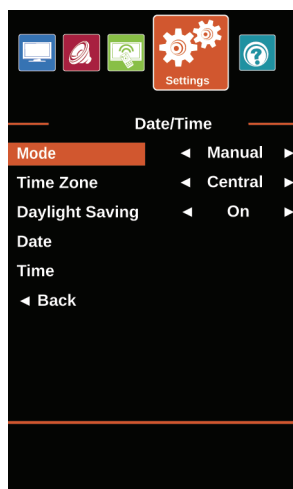 Settings
Date/Time
Mode ◄ Manual ►
Time Zone ◄ Central ►
Daylight Saving ◄ On ►
Date
Time
◄ Back